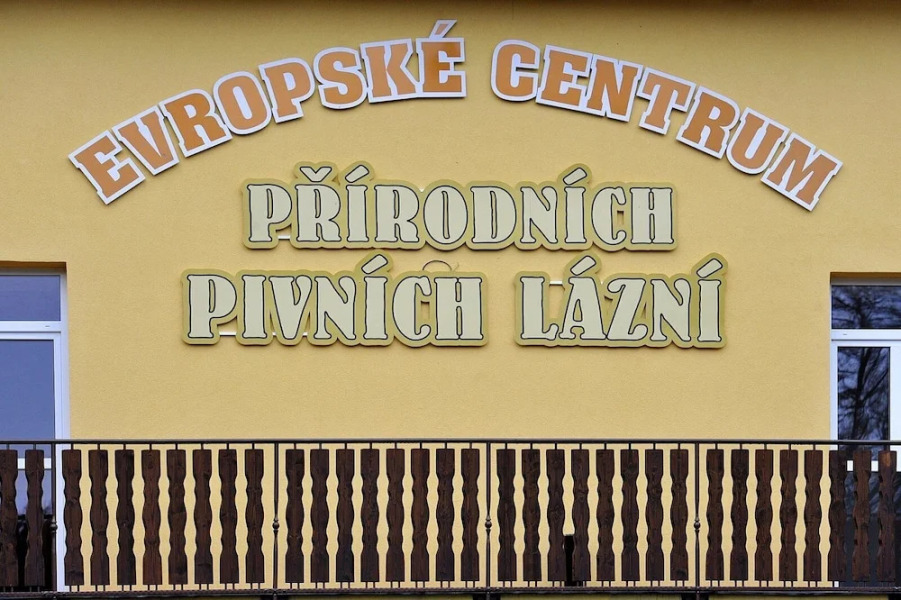 EVROPSKÉ CENTRUM
PŘÍRODNÍCH
PIVNÍCH LÁZNÍ